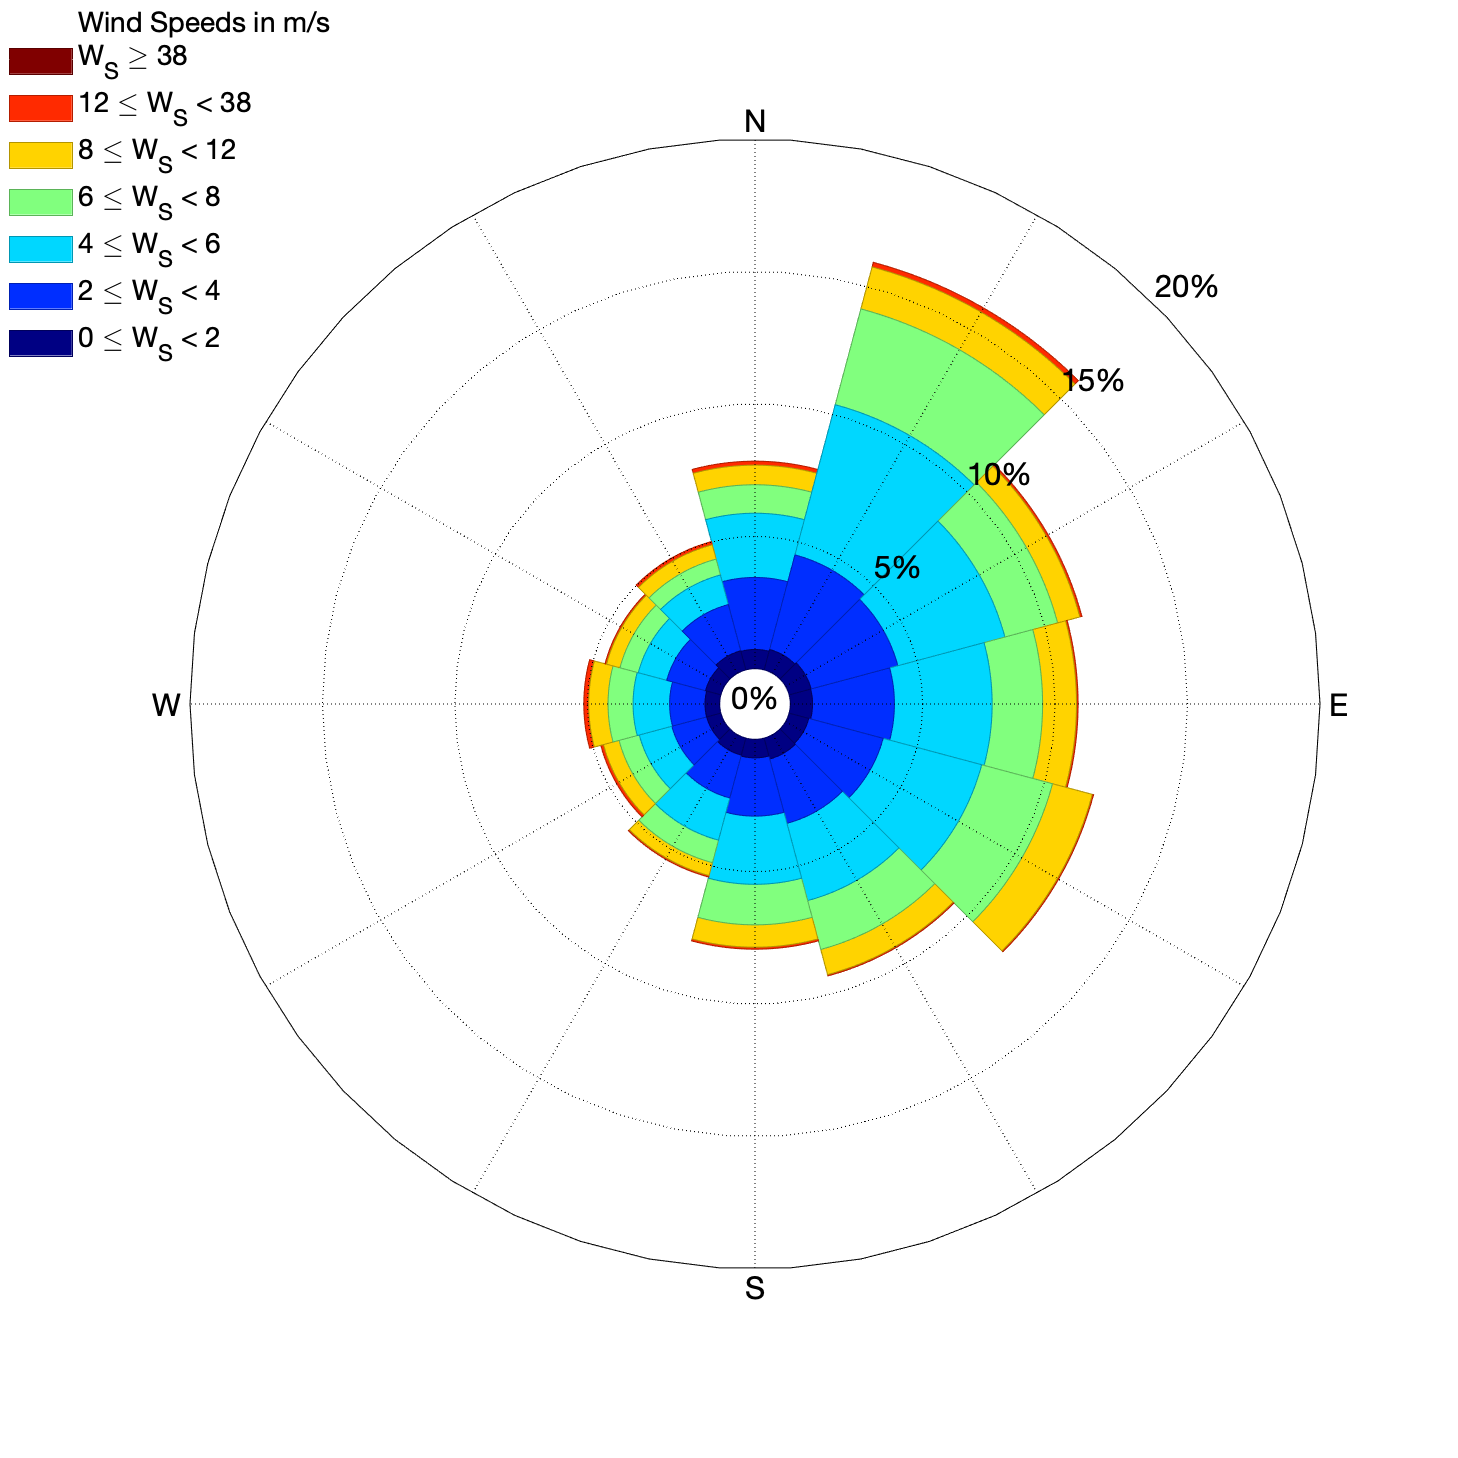 Wind Speeds in m/s
W_S ≥ 38
12 ≤ W_S < 38
8 ≤ W_S < 12
6 ≤ W_S < 8
4 ≤ W_S < 6
2 ≤ W_S < 4
0 ≤ W_S < 2
N
20%
15%
10%
5%
0%
W
E
S